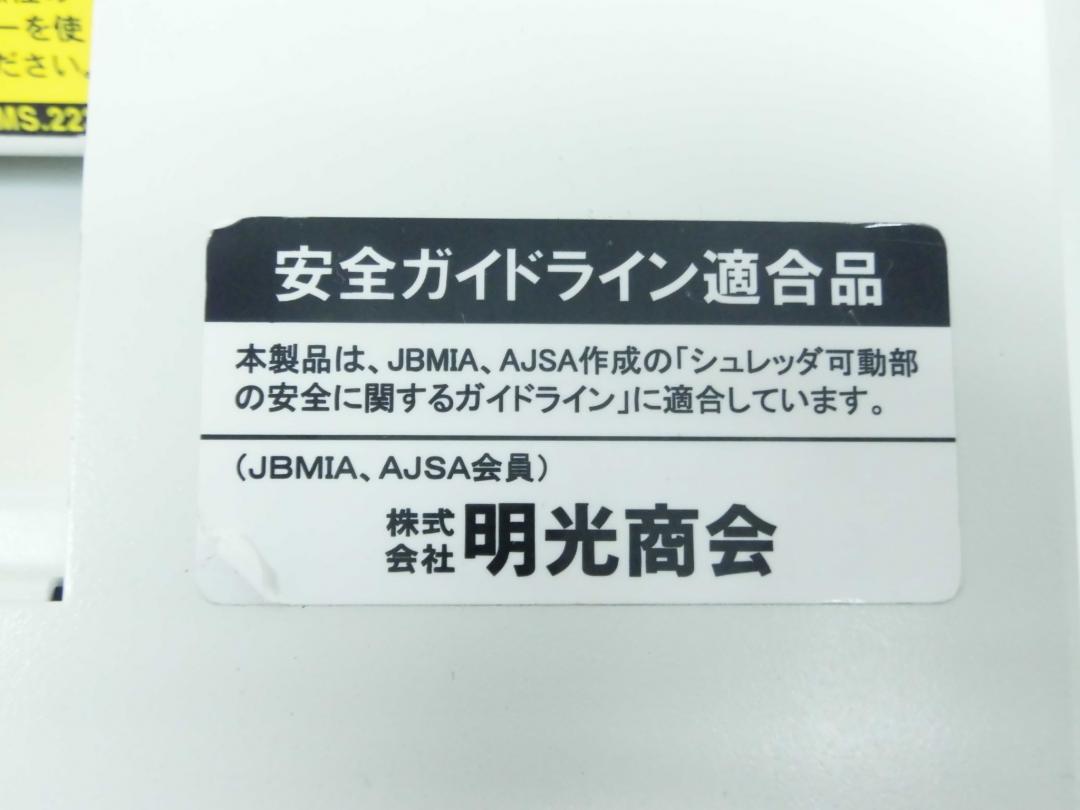 ーを使
ださい。
MS.22
安全ガイドライン適合品
本製品は、JBMIA、AJSA作成の「シュレッダ可動部
の安全に関するガイドライン」に適合しています。
（JBMIA、AJSA会員）
株式会社 明光商会